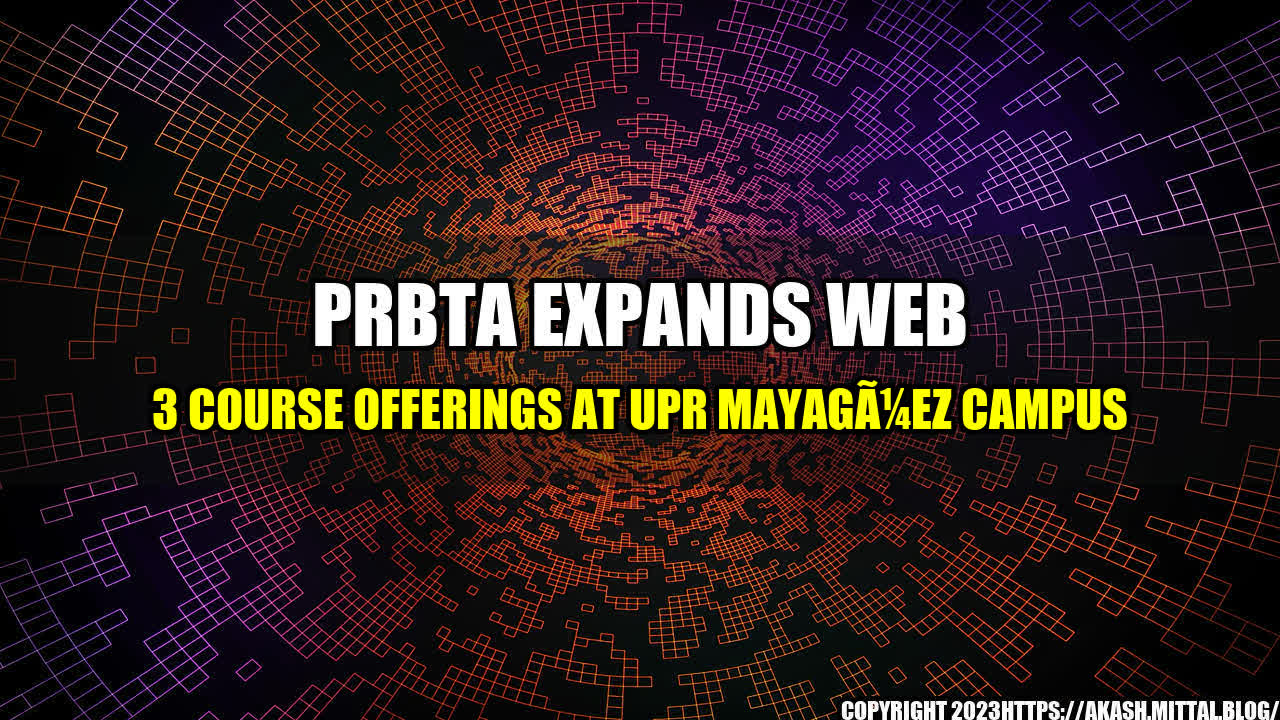 PRBTA EXPANDS WEB
3 COURSE OFFERINGS AT UPR MAYAGÃ¼EZ CAMPUS
COPYRIGHT 2023HTTPS://AKASH.MITTAL.BLOG/